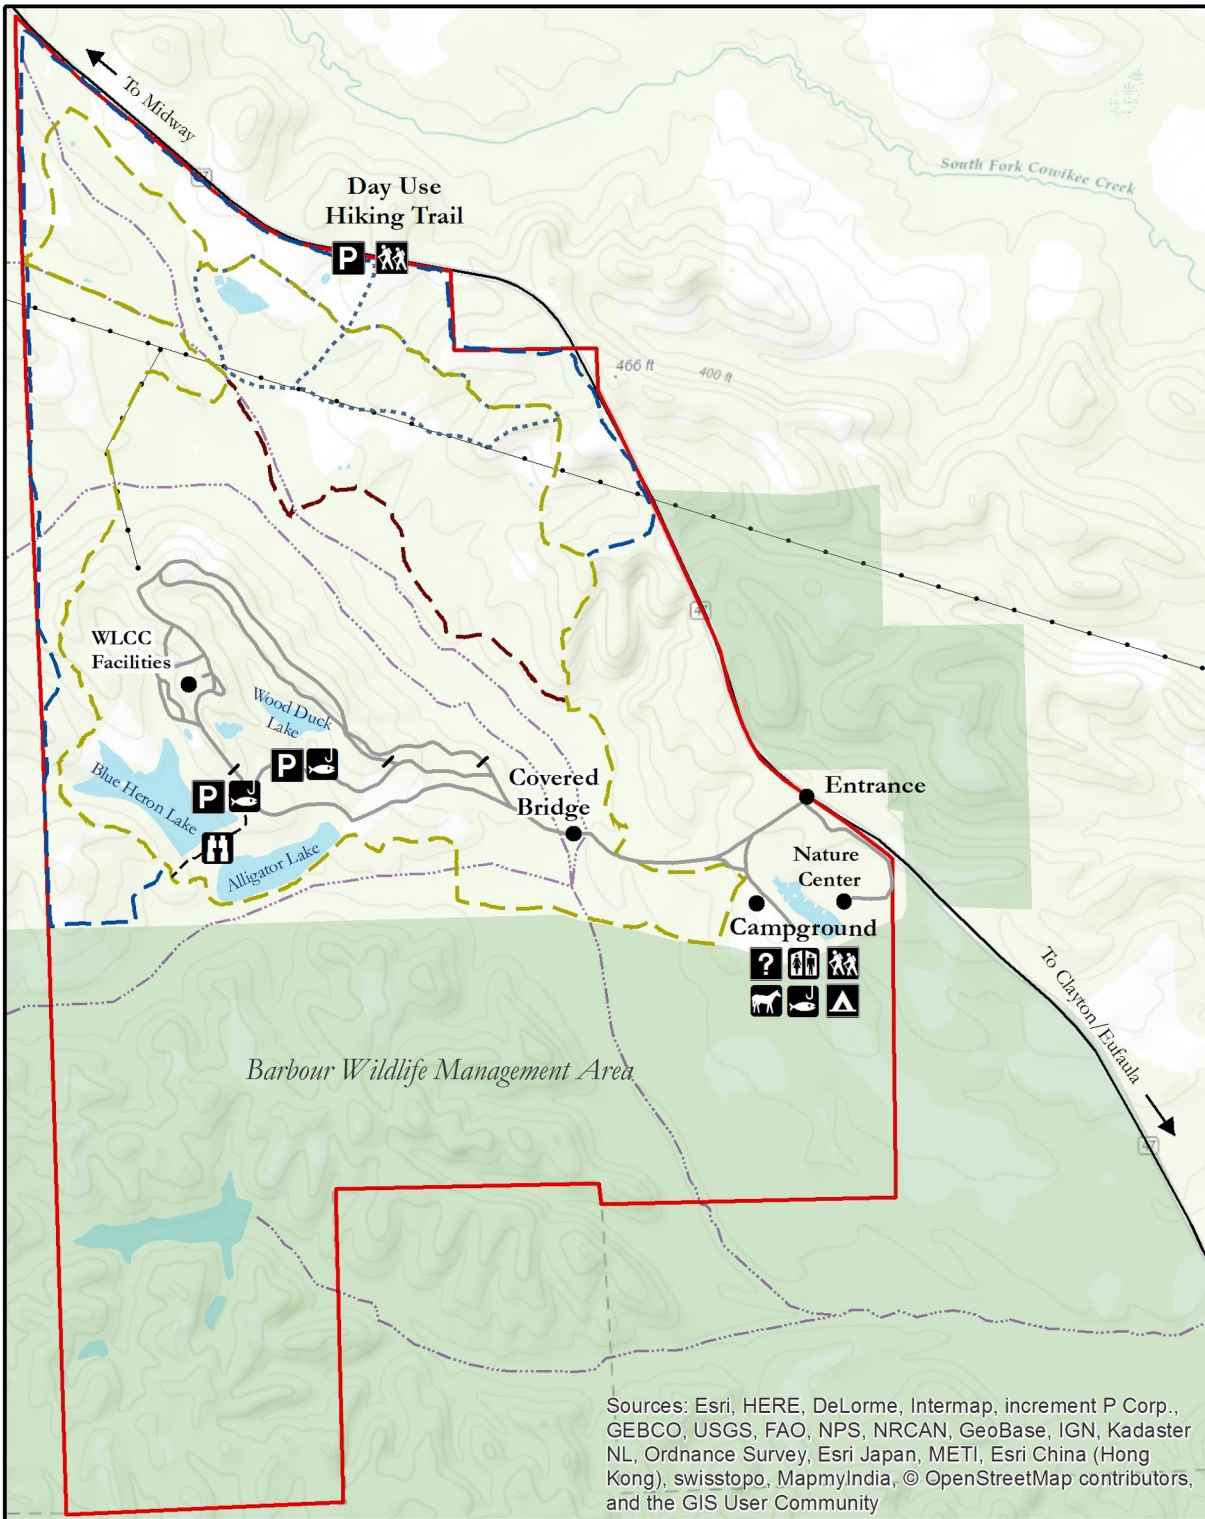 To Midway
South Fork Cowikee Creek
Day Use
Hiking Trail
P
466 ft
400 ft
47
WLCC
Facilities
Wood Duck
Lake
P
Blue Heron Lake
P
Covered
Bridge
Entrance
Alligator Lake
Nature
Center
Campground
?
To Clayton/Eufaula
Barbour Wildlife Management Area
47
Sources: Esri, HERE, DeLorme, Intermap, increment P Corp.,
GEBCO, USGS, FAO, NPS, NRCAN, GeoBase, IGN, Kadaster
NL, Ordnance Survey, Esri Japan, METI, Esri China (Hong
Kong), swisstopo, MapmyIndia, © OpenStreetMap contributors,
and the GIS User Community